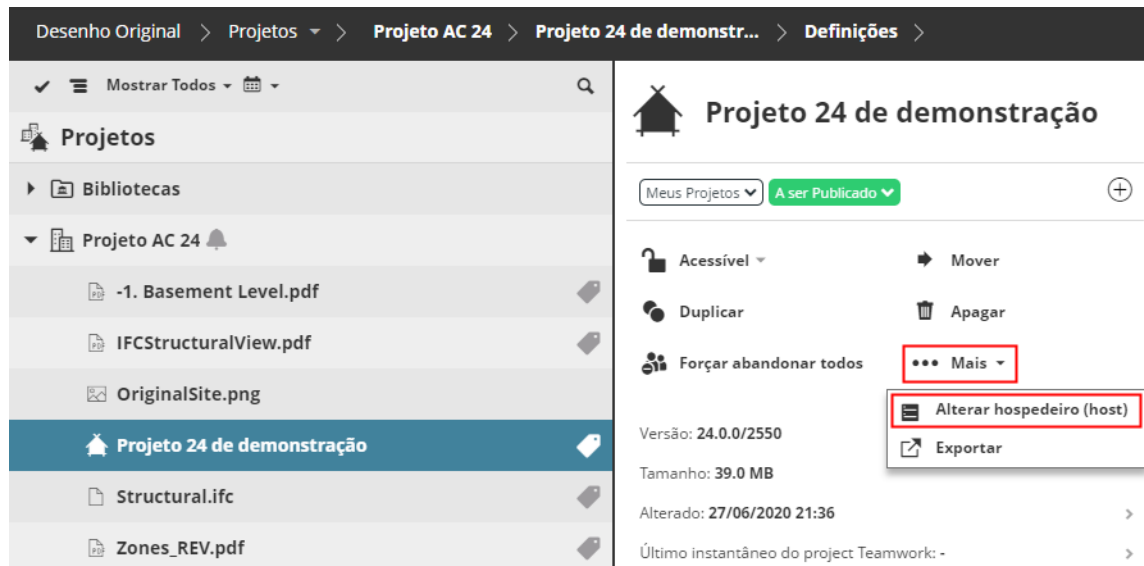 Desenho Original > Projetos > Projeto AC 24 > Projeto 24 de demonstr... > Definições >
Mostrar Todos
Projetos
Bibliotecas
Projeto AC 24
-1. Basement Level.pdf
IFCStructuralView.pdf
OriginalSite.png
Projeto 24 de demonstração
Structural.ifc
Zones_REV.pdf
Projeto 24 de demonstração
Meus Projetos A ser Publicado
Acessível Mover
Duplicar Apagar
Forçar abandonar todos Mais
Alterar hospedeiro (host)
Exportar
Versão: 24.0.0/2550
Tamanho: 39.0 MB
Alterado: 27/06/2020 21:36 >
Último instantâneo do project Teamwork: - >